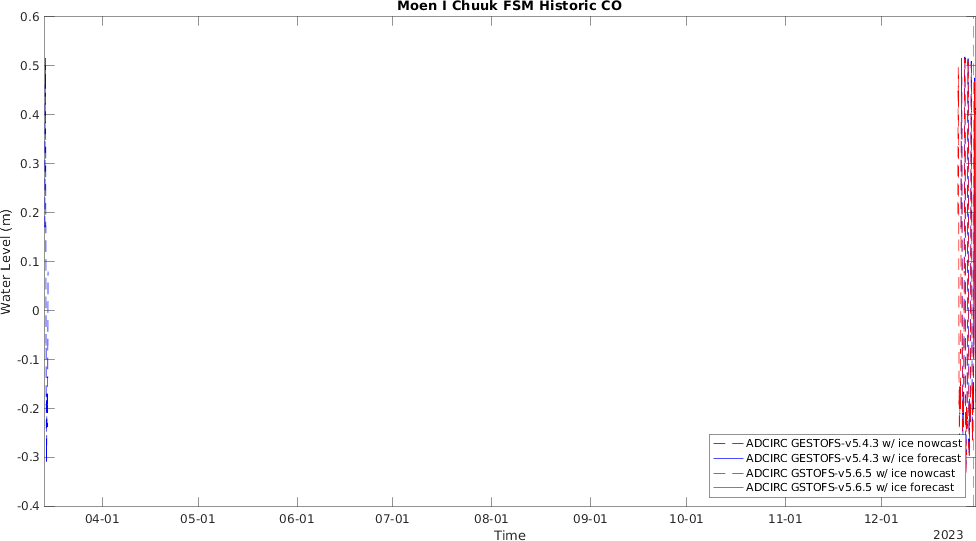 Moen I Chuuk FSM Historic CO
0.6
0.5
0.4
0.3
0.2
0.1
0
-0.1
-0.2
-0.3
-0.4
Water Level (m)
ADCIRC GESTOFS-v5.4.3 w/ ice nowcast
ADCIRC GESTOFS-v5.4.3 w/ ice forecast
ADCIRC GSTOFS-v5.6.5 w/ ice nowcast
ADCIRC GSTOFS-v5.6.5 w/ ice forecast
04-01 05-01 06-01 07-01 08-01 09-01 10-01 11-01 12-01
Time
2023